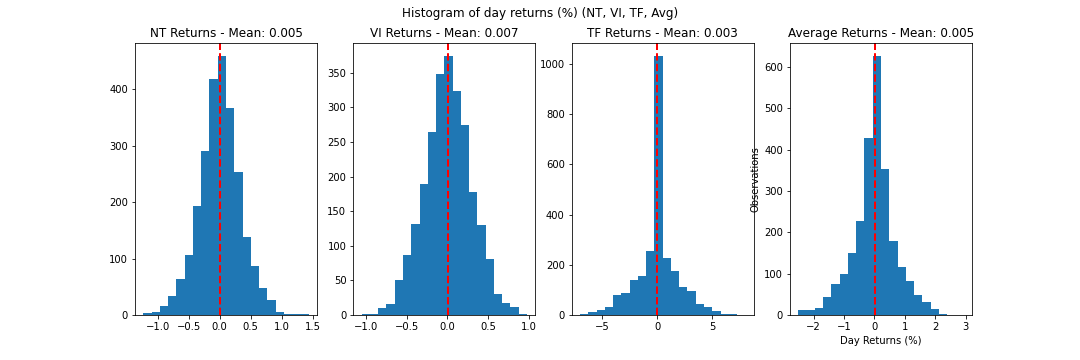 Histogram of day returns (%) (NT, VI, TF, Avg)
NT Returns - Mean: 0.005
VI Returns - Mean: 0.007
TF Returns - Mean: 0.003
Average Returns - Mean: 0.005
400
300
200
100
0
−1.0 −0.5 0.0 0.5 1.0 1.5
350
300
250
200
150
100
50
0
−1.0 −0.5 0.0 0.5 1.0
1000
800
600
400
200
0
−5 0 5
Observations
600
500
400
300
200
100
0
−2 −1 0 1 2 3
Day Returns (%)